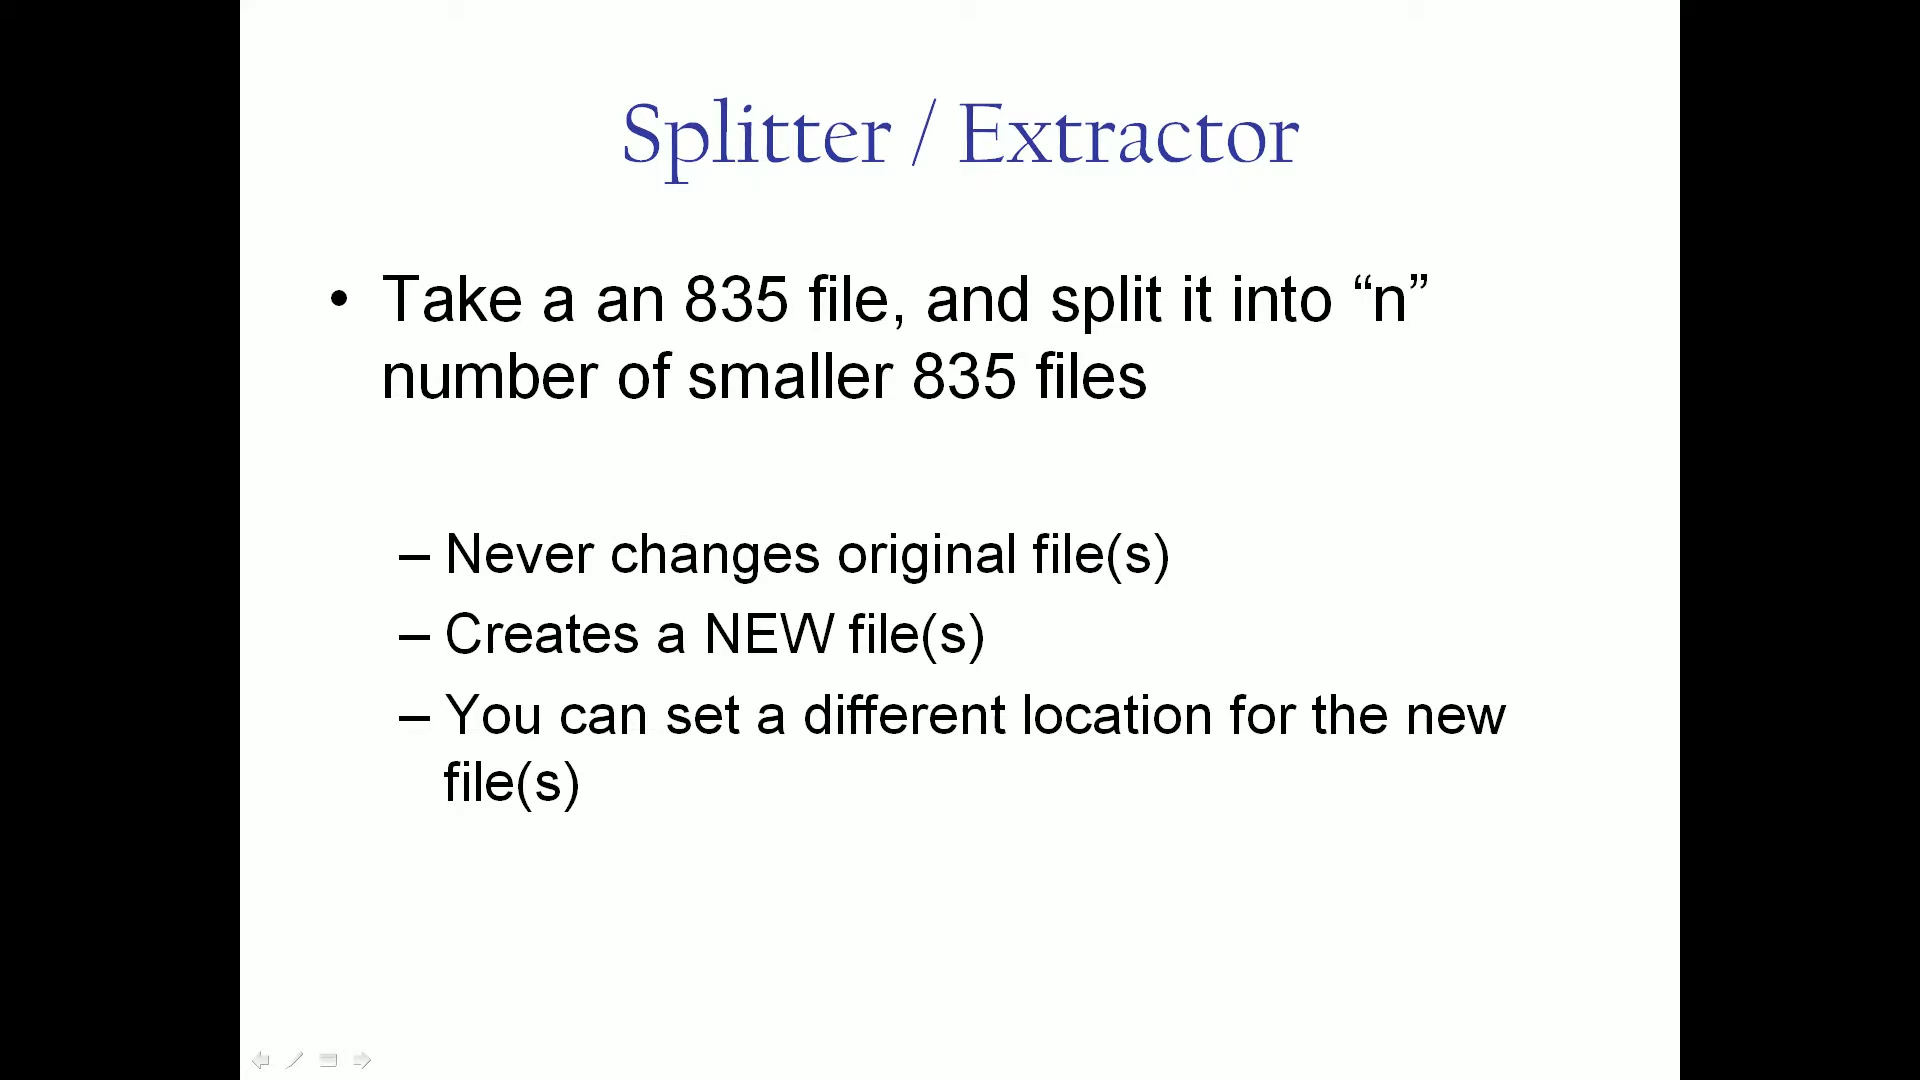 Splitter / Extractor
• Take a an 835 file, and split it into “n”
number of smaller 835 files
– Never changes original file(s)
– Creates a NEW file(s)
– You can set a different location for the new
file(s)